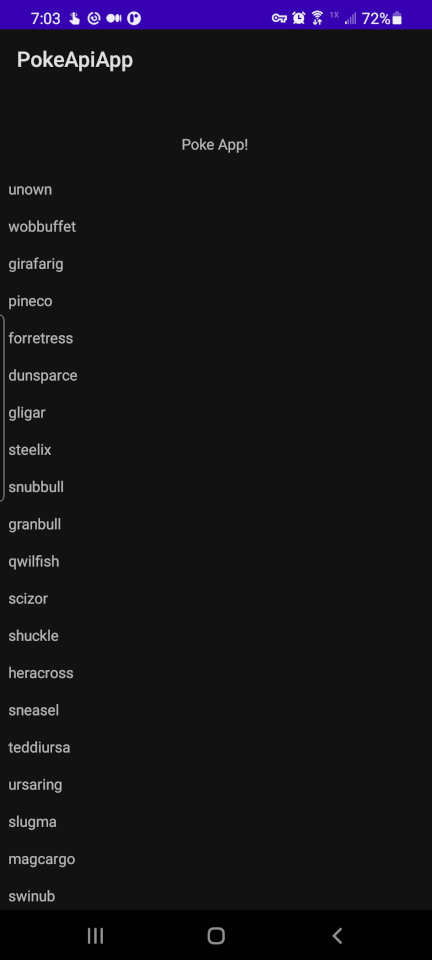 7:03
1X
72%
PokeApiApp
Poke App!
unown
wobbuffet
girafarig
pineco
forretress
dunsparce
gligar
steelix
snubbull
granbull
qwilfish
scizor
shuckle
heracross
sneasel
teddiursa
ursaring
slugma
magcargo
swinub